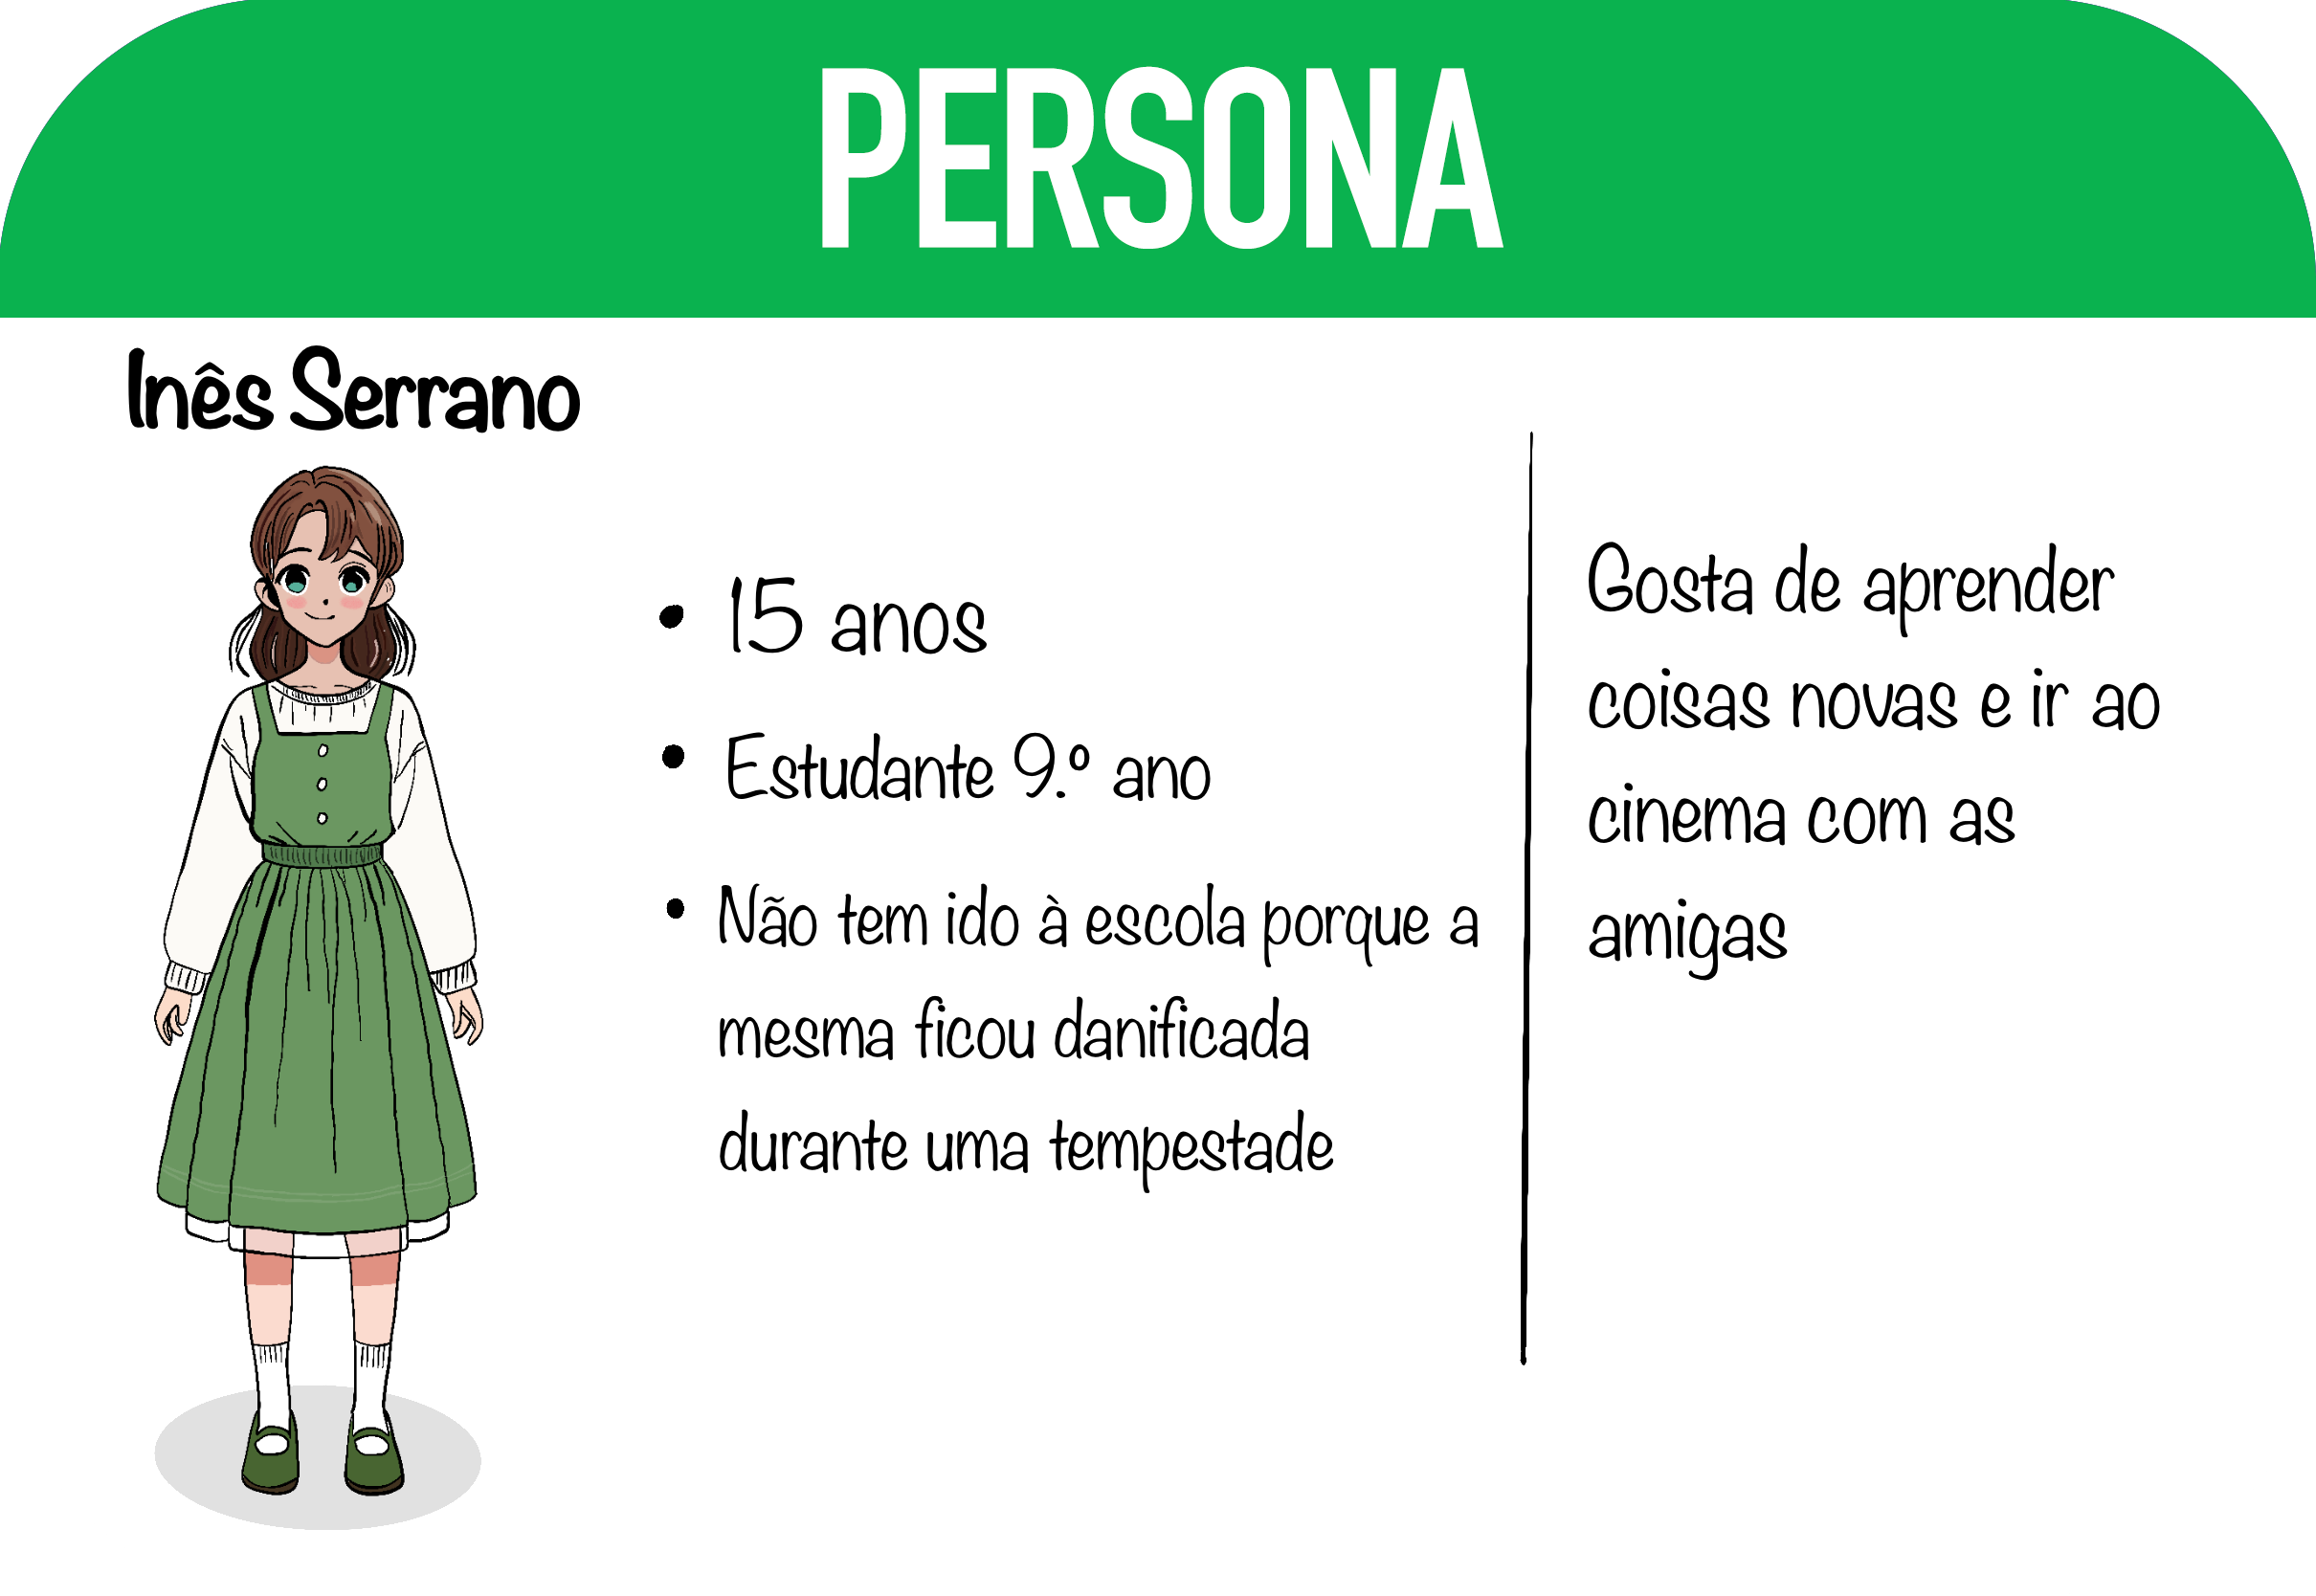 PERSONA
Inês Serrano
• 15 anos
• Estudante 9.º ano
• Não tem ido à escola porque a
mesma ficou danificada
durante uma tempestade
Gosta de aprender
coisas novas e ir ao
cinema com as
amigas